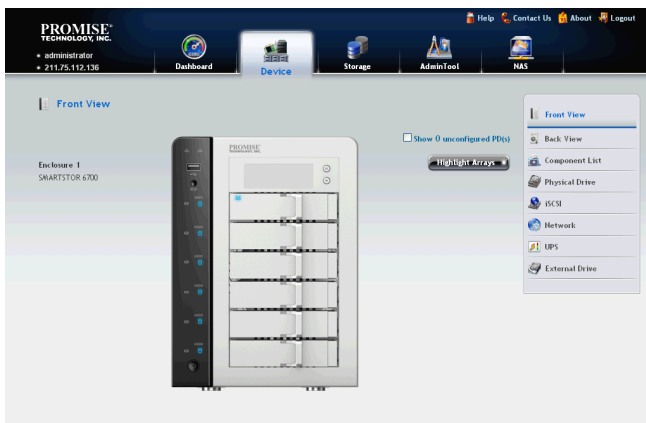 PROMISE®
TECHNOLOGY, INC.
administrator
211.75.112.136
Help Contact Us About Logout
Dashboard
Device
Storage
AdminTool
NAS
Front View
Enclosure 1
SMARTSTOR 6700
PROMISE
TECHNOLOGY, INC.
Show 0 unconfigured PD(s)
Highlight Arrays
Front View
Back View
Component List
Physical Drive
iSCSI
Network
UPS
External Drive